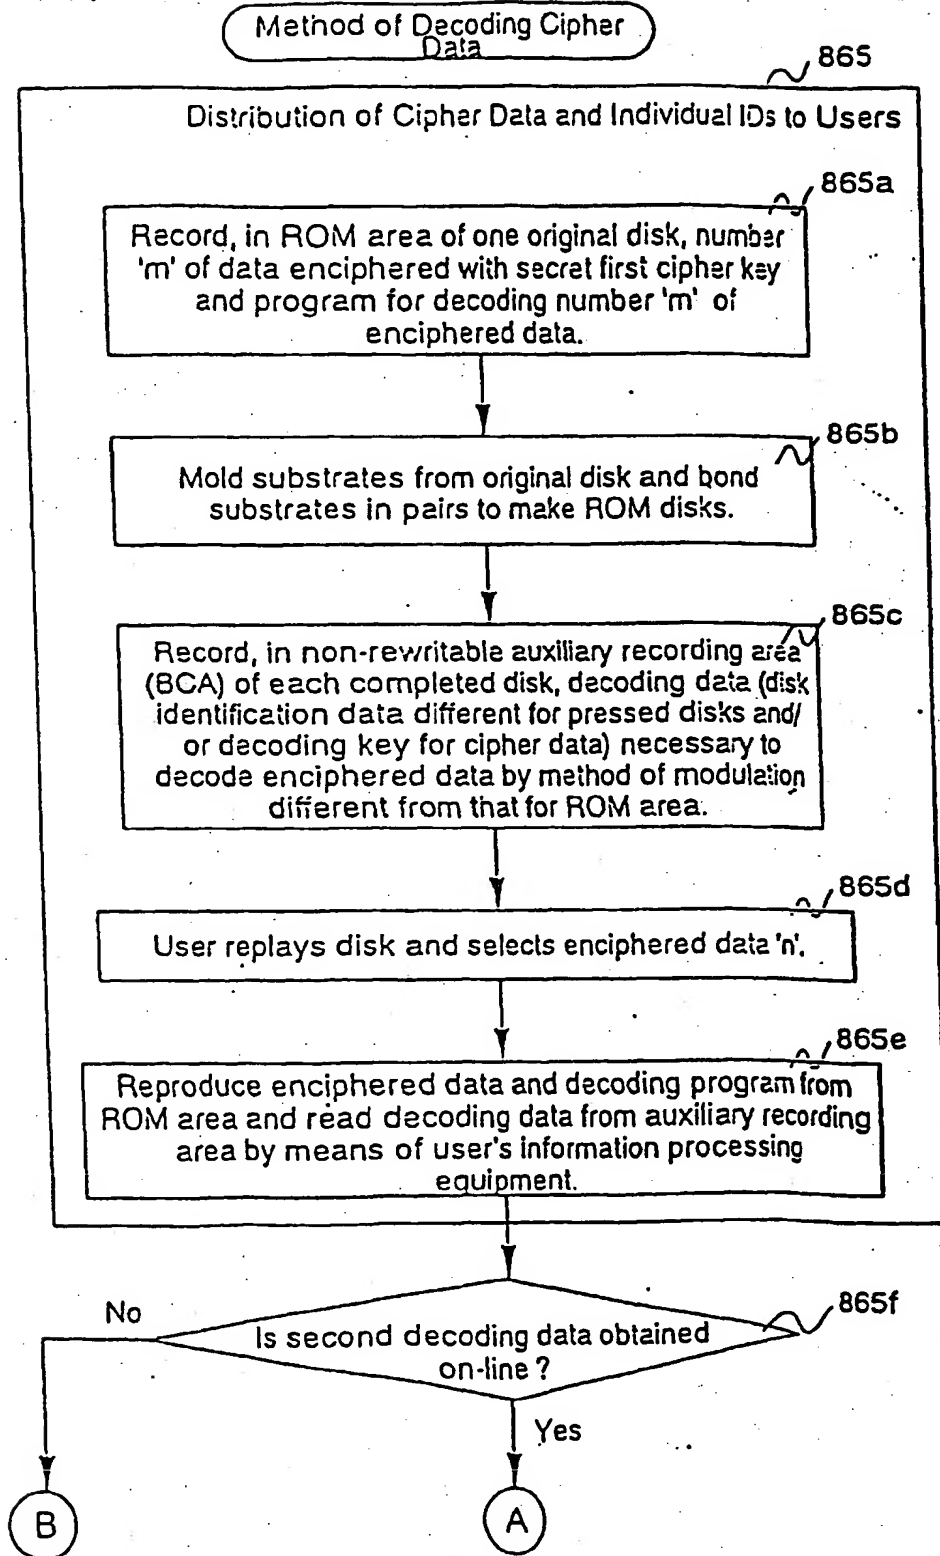 Method of Decoding Cipher
Data
865
Distribution of Cipher Data and Individual IDs to Users
865a
Record, in ROM area of one original disk, number
'm' of data enciphered with secret first cipher key
and program for decoding number 'm' of
enciphered data.
865b
Mold substrates from original disk and bond
substrates in pairs to make ROM disks.
865c
Record, in non-rewritable auxiliary recording area
(BCA) of each completed disk, decoding data (disk
identification data different for pressed disks and/
or decoding key for cipher data) necessary to
decode enciphered data by method of modulation
different from that for ROM area.
865d
User replays disk and selects enciphered data 'n'.
865e
Reproduce enciphered data and decoding program from
ROM area and read decoding data from auxiliary recording
area by means of user's information processing
equipment.
865f
No
Is second decoding data obtained
on-line ?
Yes
B
A